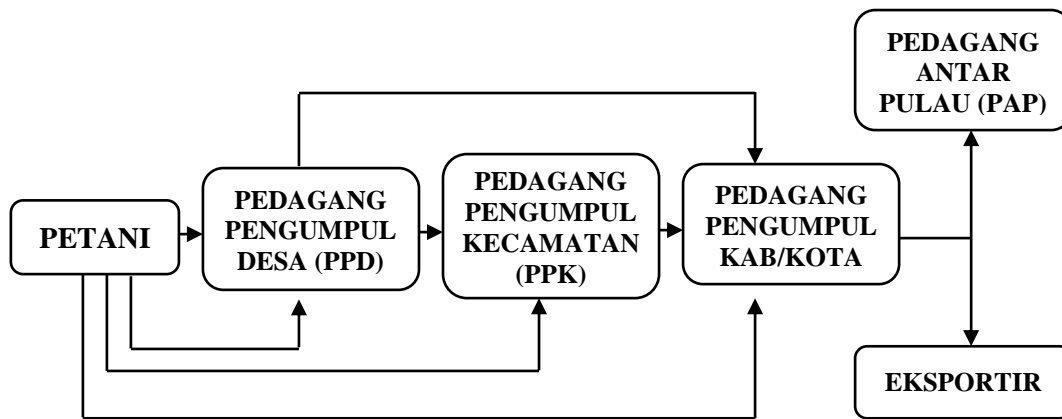 PETANI
PEDAGANG
PENGUMPUL
DESA (PPD)
PEDAGANG
PENGUMPUL
KECAMATAN
(PPK)
PEDAGANG
PENGUMPUL
KAB/KOTA
PEDAGANG
ANTAR
PULAU (PAP)
EKSPORTIR